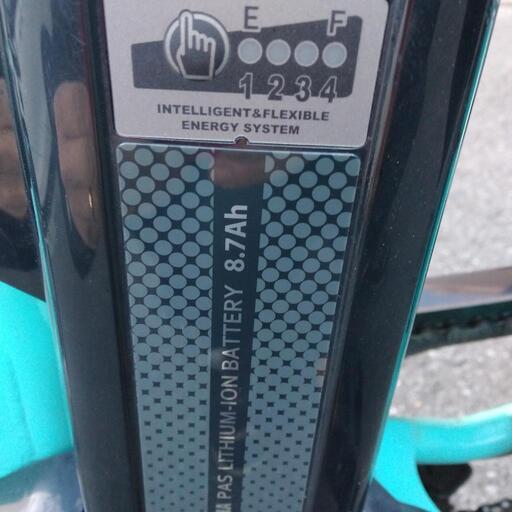 E F
1 2 3 4
INTELLIGENT&FLEXIBLE
ENERGY SYSTEM
PAS LITHIUM-ION BATTERY 8.7Ah